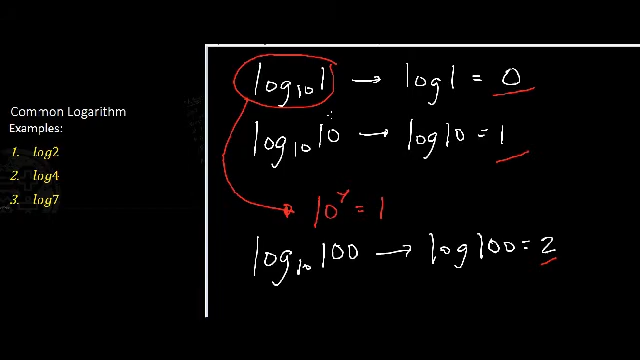 Common Logarithm
Examples:
1. log2
2. log4
3. log7
log₁₀1 → log1 = 0
log₁₀10 → log10 = 1
10^y = 1
log₁₀100 → log100 = 2